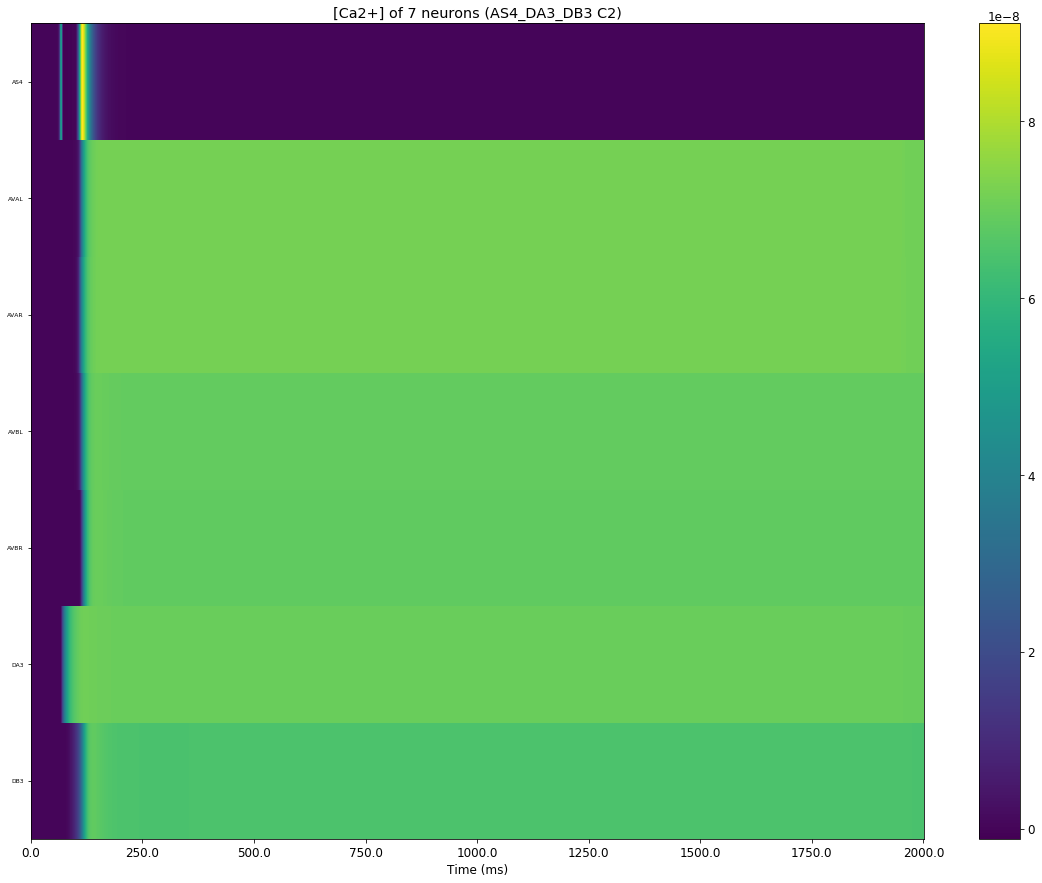 [Ca2+] of 7 neurons (AS4_DA3_DB3 C2)
1e−8
AS4
AVAL
AVAR
AVBL
AVBR
DA3
DB3
8
6
4
2
0
0.0 250.0 500.0 750.0 1000.0 1250.0 1500.0 1750.0 2000.0
Time (ms)